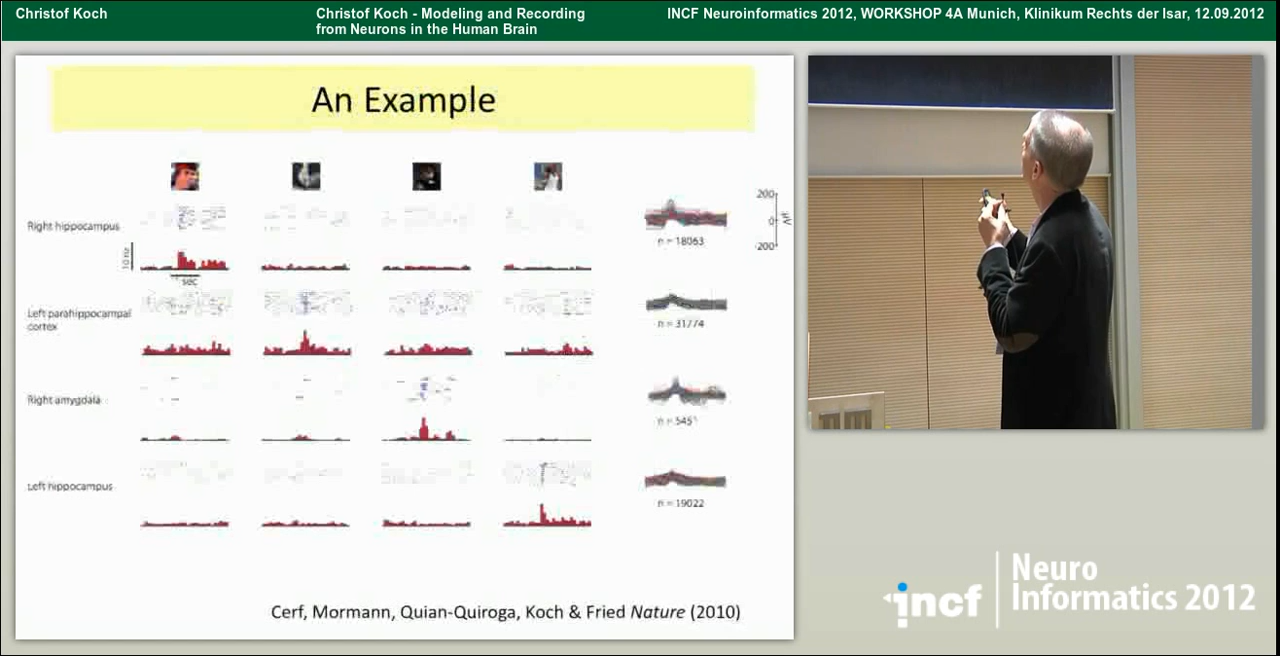 Christof Koch
Christof Koch - Modeling and Recording
from Neurons in the Human Brain
INCF Neuroinformatics 2012, WORKSHOP 4A Munich, Klinikum Rechts der Isar, 12.09.2012
An Example
Right hippocampus
10 Hz
sec
200
0
-200
μV
n = 18063
Left parahippocampal
cortex
n = 31774
Right amygdala
Left hippocampus
n = 19022
Cerf, Mormann, Quian-Quiroga, Koch & Fried Nature (2010)
incf
Neuro
Informatics 2012